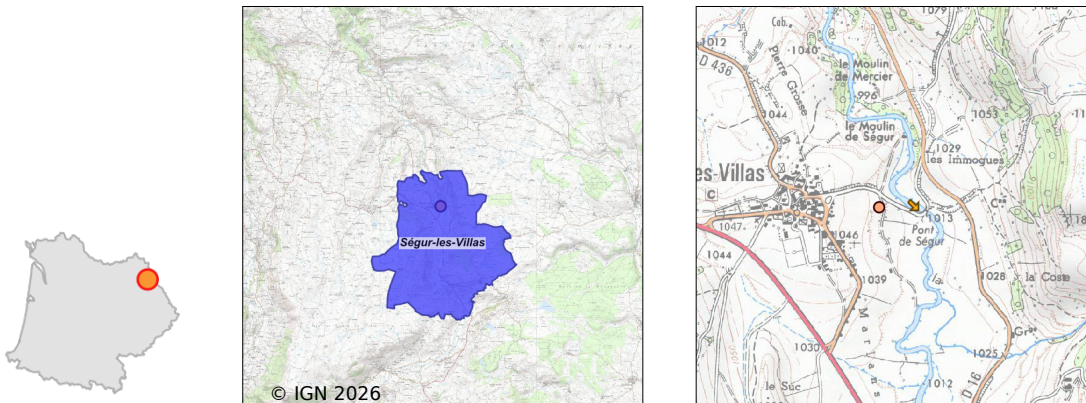 Ségur-les-Villas
© IGN 2026
1079
Cab.
1012
1040
D 436
le Moulin
de Mercier
Pierre Grosse
996
1053
1044
le Moulin
de Ségur
1029
les Immogues
es-Villas
C
1013
Pont
de Ségur
1047
1046
1044
1039
1028
la Coste
Maran
1030
1025
le Suc
1012
D 16